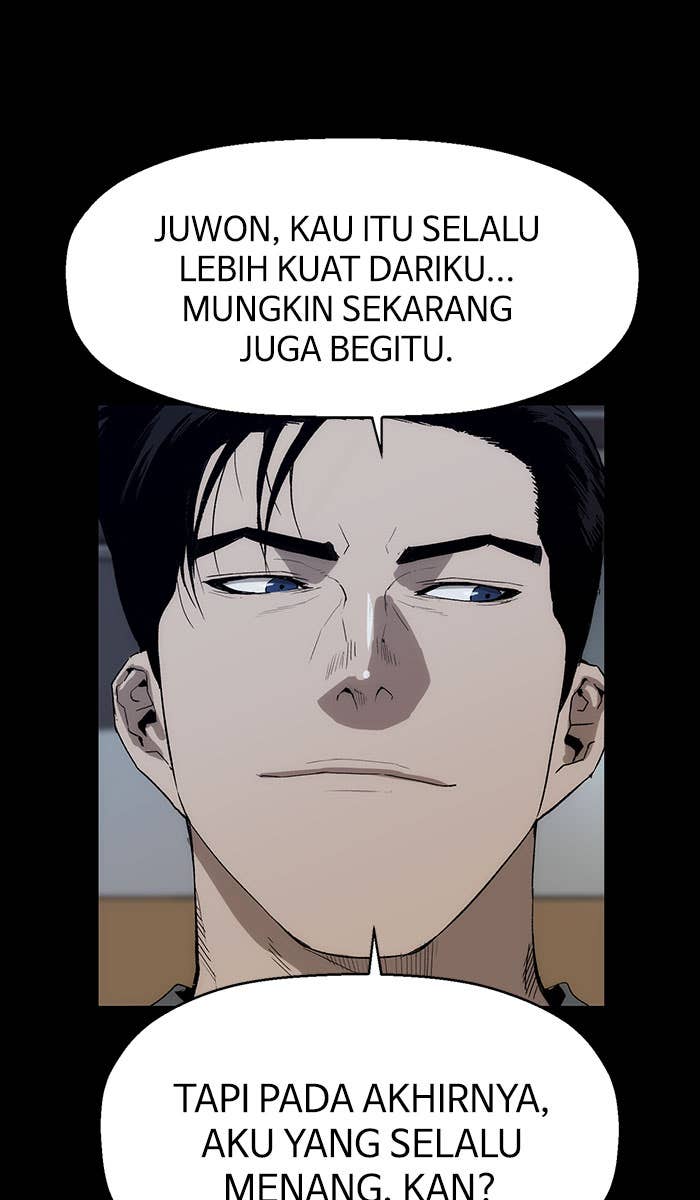 JUWON, KAU ITU SELALU
LEBIH KUAT DARIKU...
MUNGKIN SEKARANG
JUGA BEGITU.
TAPI PADA AKHIRNYA,
AKU YANG SELALU
MENANG, KAN?